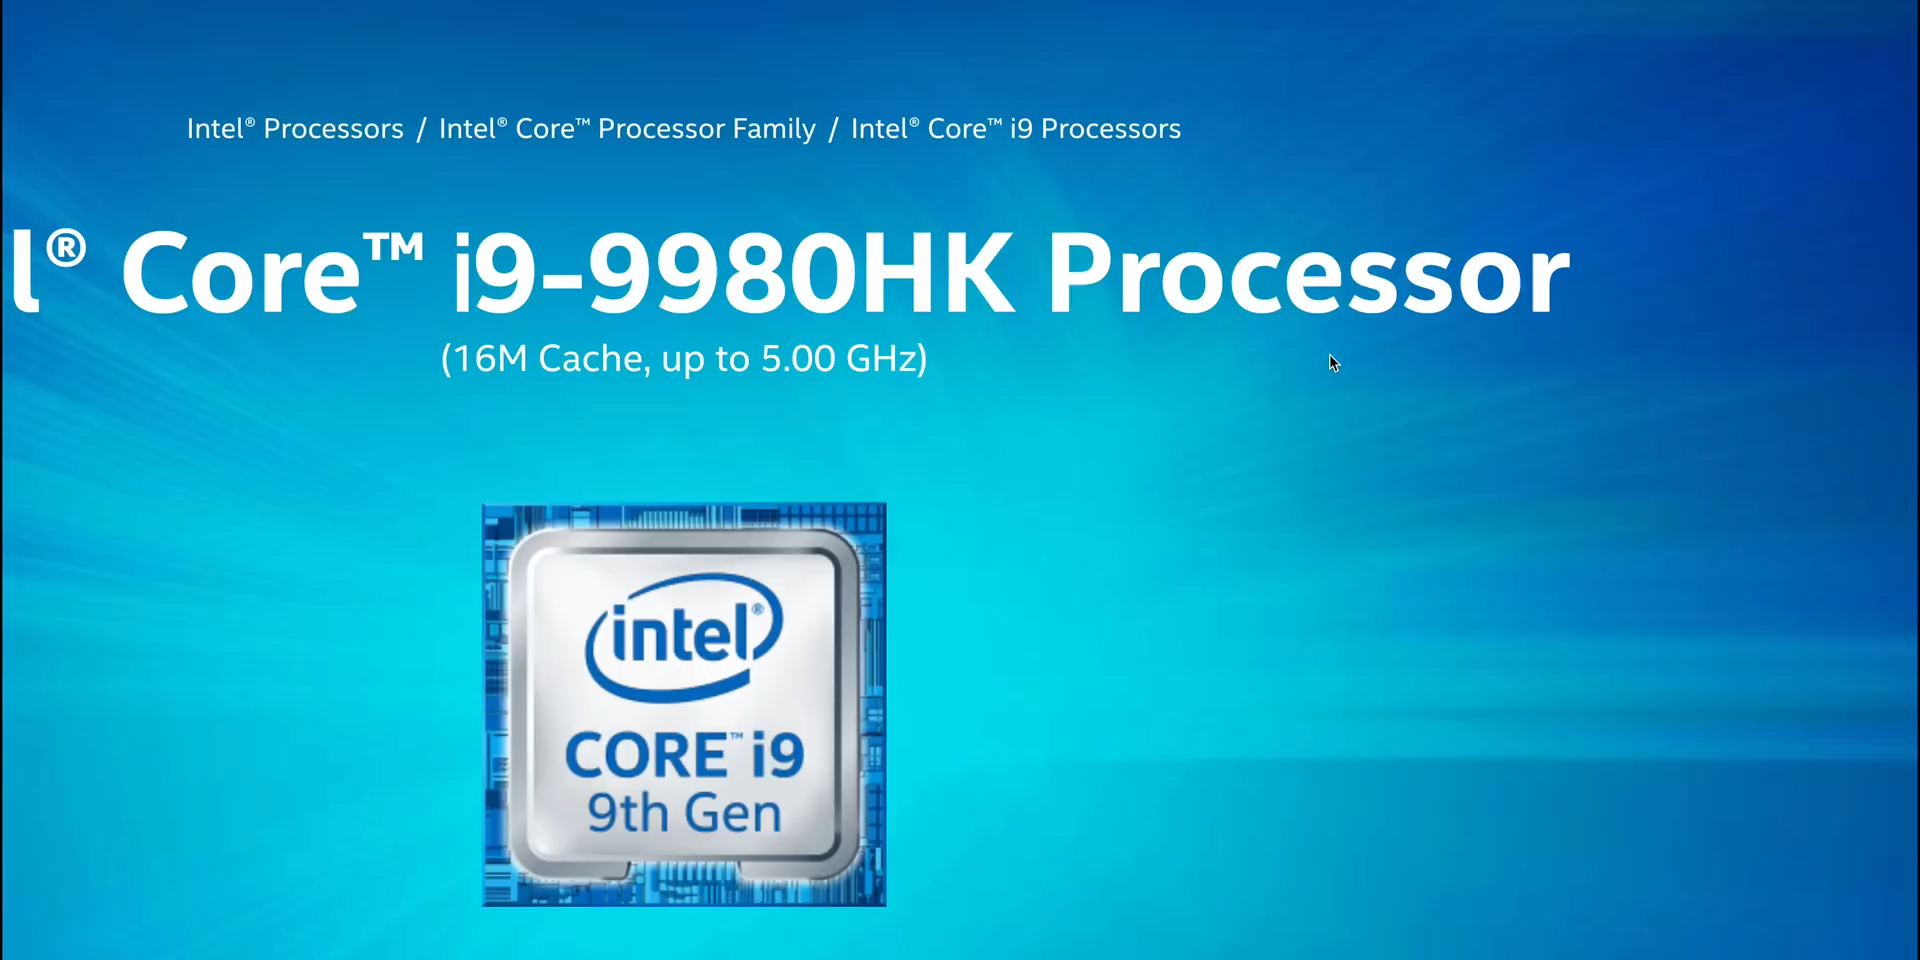 Intel® Processors / Intel® Core™ Processor Family / Intel® Core™ i9 Processors
l® Core™ i9-9980HK Processor
(16M Cache, up to 5.00 GHz)
intel®
CORE™ i9
9th Gen